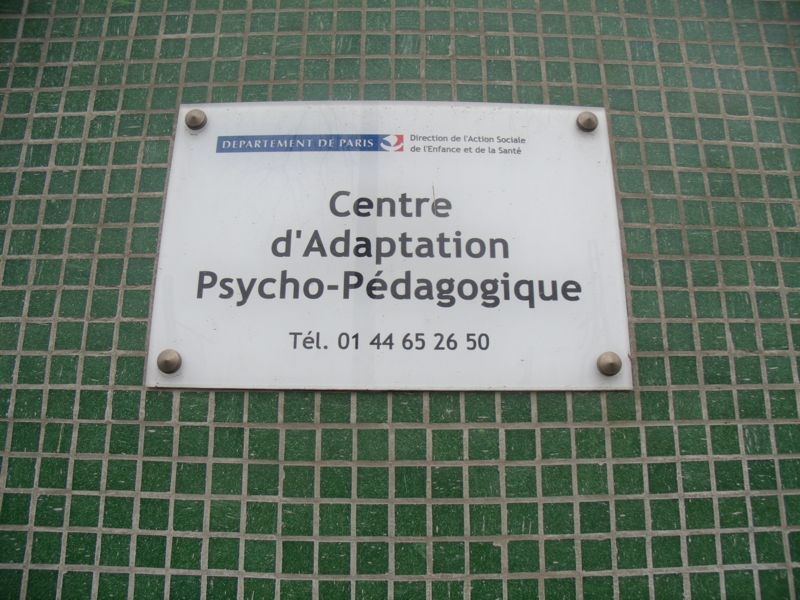 DEPARTEMENT DE PARIS
Direction de l'Action Sociale
de l'Enfance et de la Santé
Centre
d'Adaptation
Psycho-Pédagogique
Tél. 01 44 65 26 50